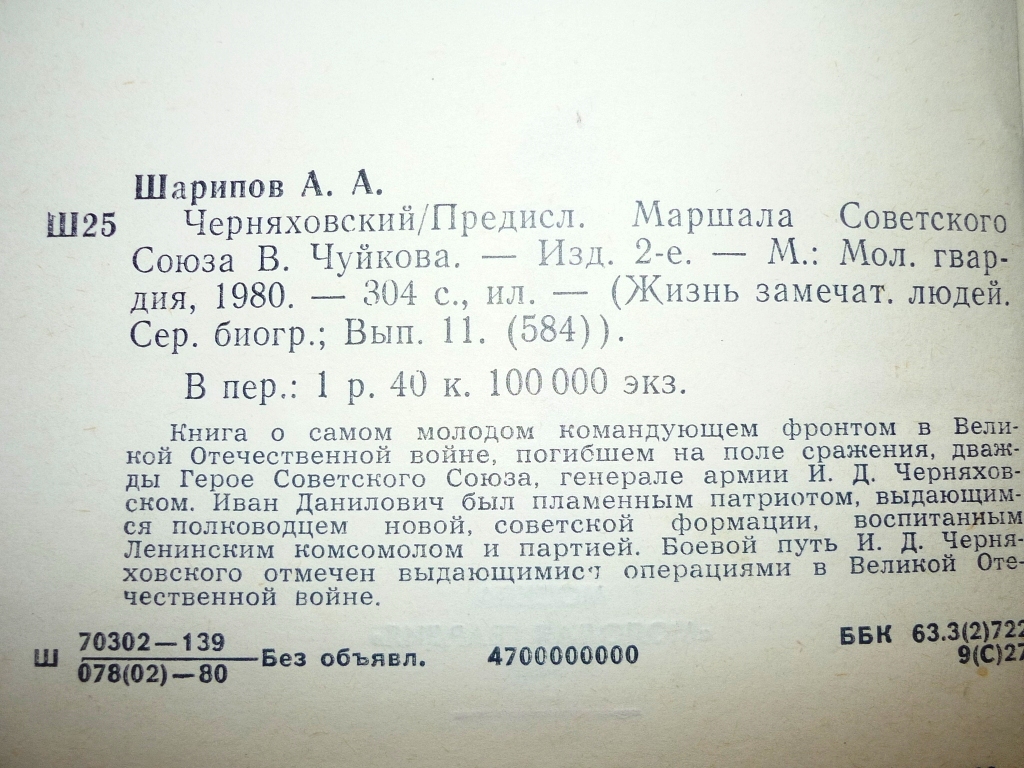 Шарипов А. А.
Ш25 Черняховский/Предисл. Маршала Советского
Союза В. Чуйкова. — Изд. 2-е. — М.: Мол. гвар-
дия, 1980. — 304 с., ил. — (Жизнь замечат. людей.
Сер. биогр.; Вып. 11. (584)).
В пер.: 1 р. 40 к. 100 000 экз.
Книга о самом молодом командующем фронтом в Вели-
кой Отечественной войне, погибшем на поле сражения, дваж-
ды Герое Советского Союза, генерале армии И. Д. Черняхов-
ском. Иван Данилович был пламенным патриотом, выдающим-
ся полководцем новой, советской формации, воспитанным
Ленинским комсомолом и партией. Боевой путь И. Д. Черня-
ховского отмечен выдающимися операциями в Великой Оте-
чественной войне.
Ш 70302—139
078(02)—80 Без объявл. 4700000000
ББК 63.3(2)722
9(С)27